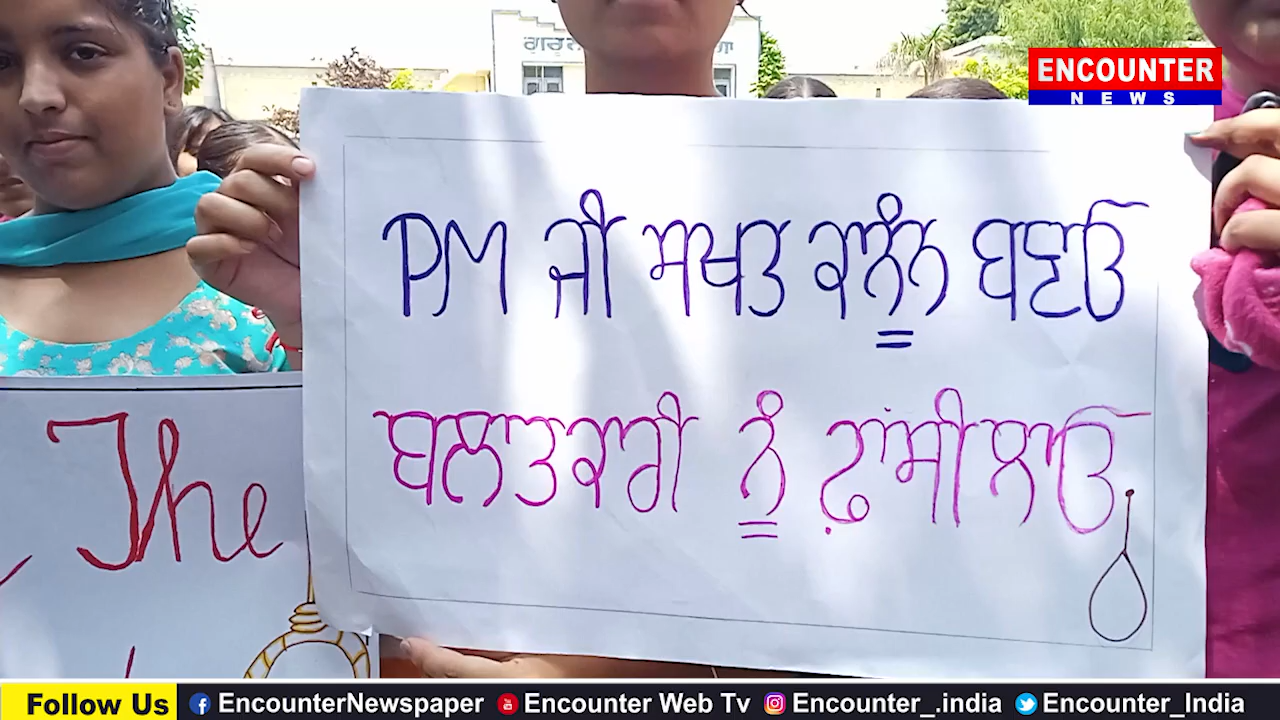 ENCOUNTER
NEWS
PM ਜੀ ਸਖਤ ਕਾਨੂੰਨ ਬਣਾਓ
ਬਲਾਤਕਾਰੀ ਨੂੰ ਫ਼ਾਂਸੀ ਲਾਓ
The
Follow Us EncounterNewspaper Encounter Web Tv Encounter_.india Encounter_India